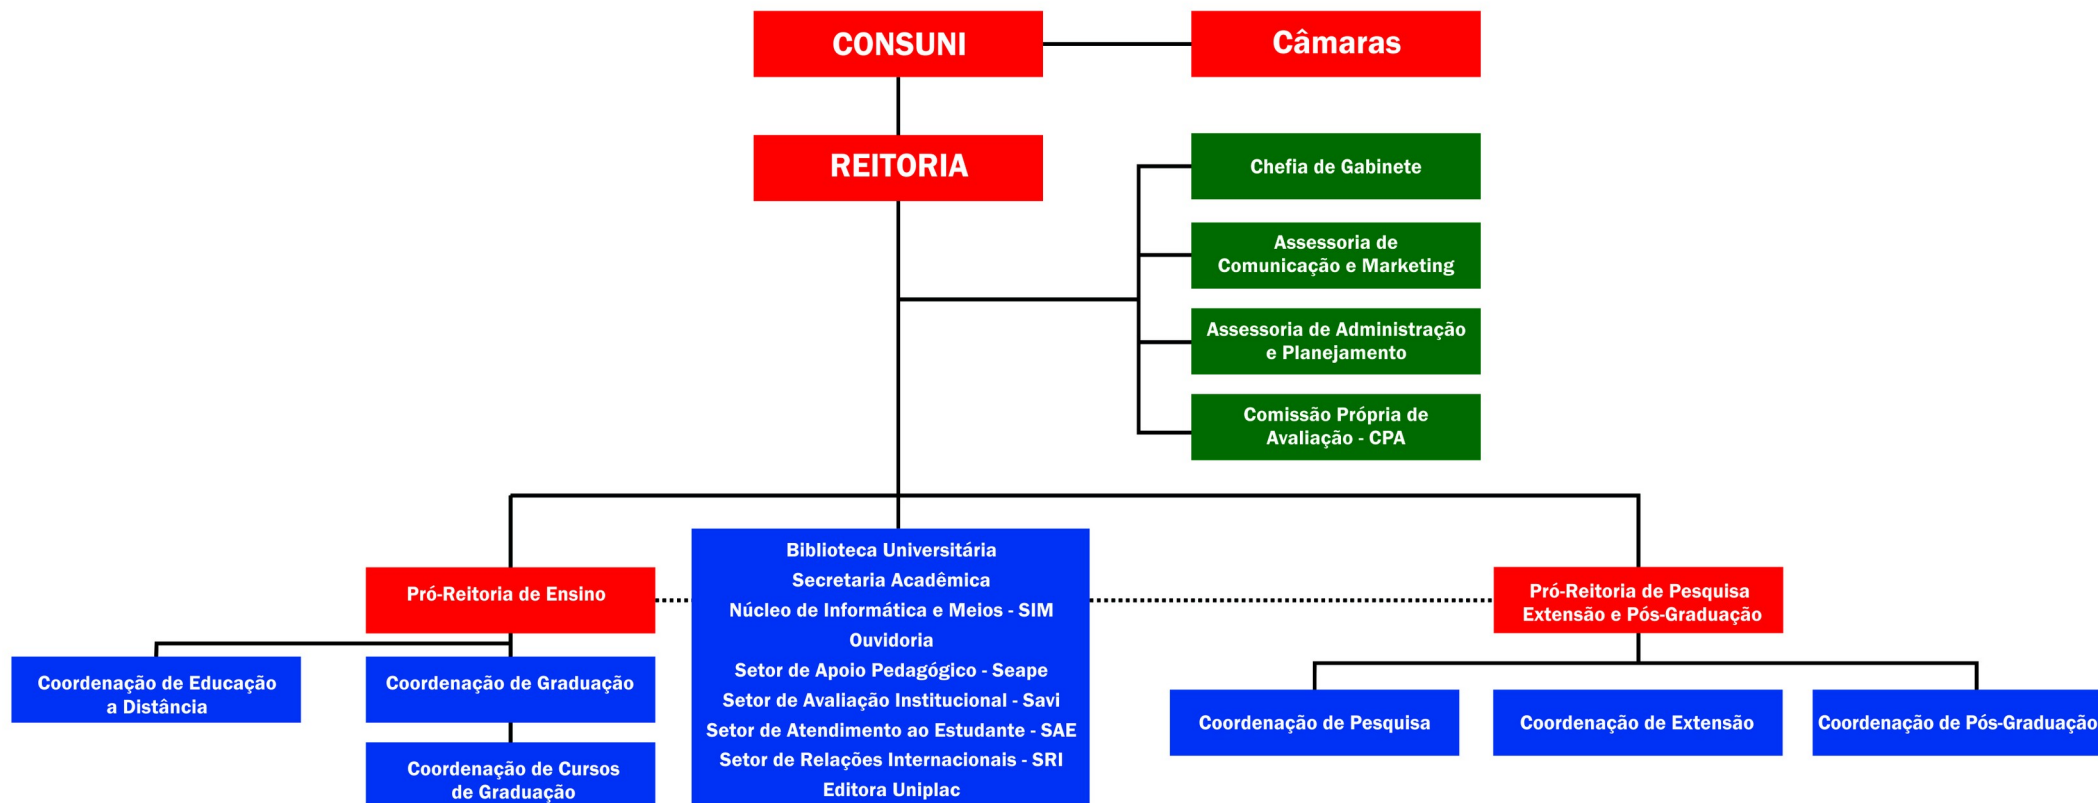 CONSUNI
Câmaras
REITORIA
Chefia de Gabinete
Assessoria de
Comunicação e Marketing
Assessoria de Administração
e Planejamento
Comissão Própria de
Avaliação - CPA
Pró-Reitoria de Ensino
Biblioteca Universitária
Secretaria Acadêmica
Núcleo de Informática e Meios - SIM
Ouvidoria
Setor de Apoio Pedagógico - Seape
Setor de Avaliação Institucional - Savi
Setor de Atendimento ao Estudante - SAE
Setor de Relações Internacionais - SRI
Editora Uniplac
Pró-Reitoria de Pesquisa
Extensão e Pós-Graduação
Coordenação de Educação
a Distância
Coordenação de Graduação
Coordenação de Cursos
de Graduação
Coordenação de Pesquisa
Coordenação de Extensão
Coordenação de Pós-Graduação